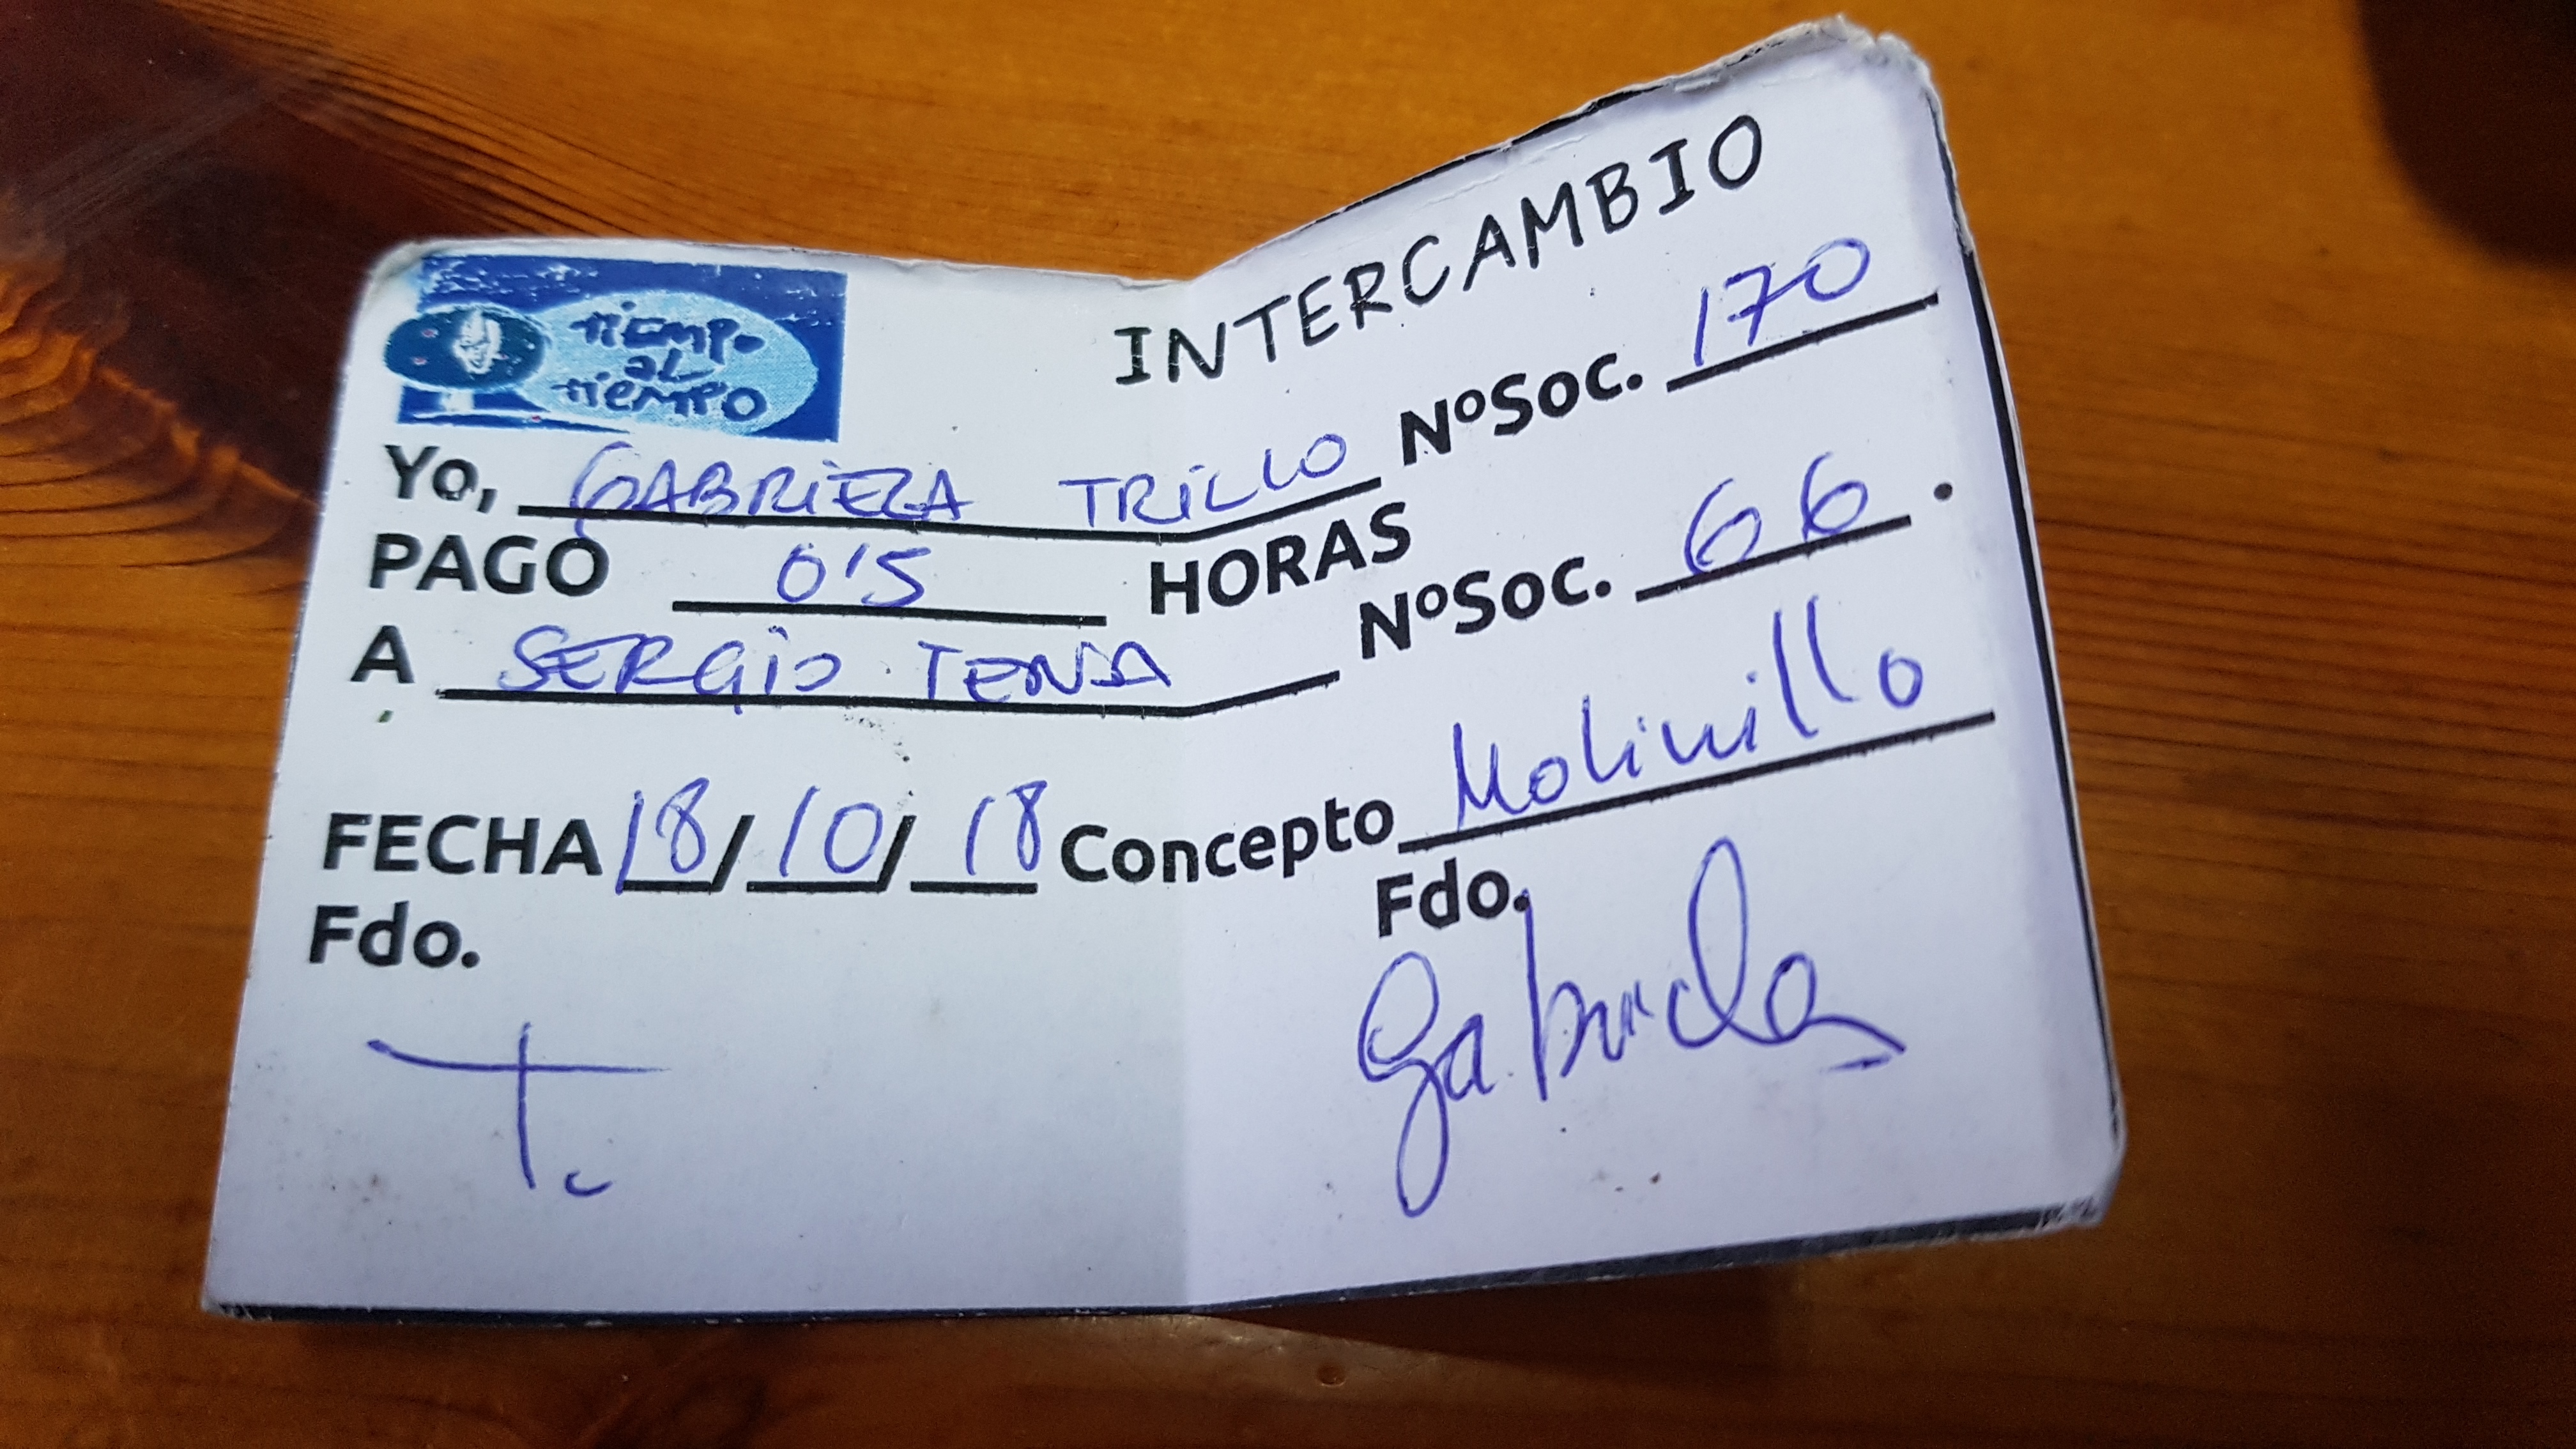 tiempo
al
tiempo
INTERCAMBIO
Yo, GABRIELA TRILLO NºSoc. 170
PAGO 0'5 HORAS
A SERGIO TENA NºSoc. 66.
FECHA 18/10/18 Concepto Molinillo
Fdo. Fdo.
Gabriela